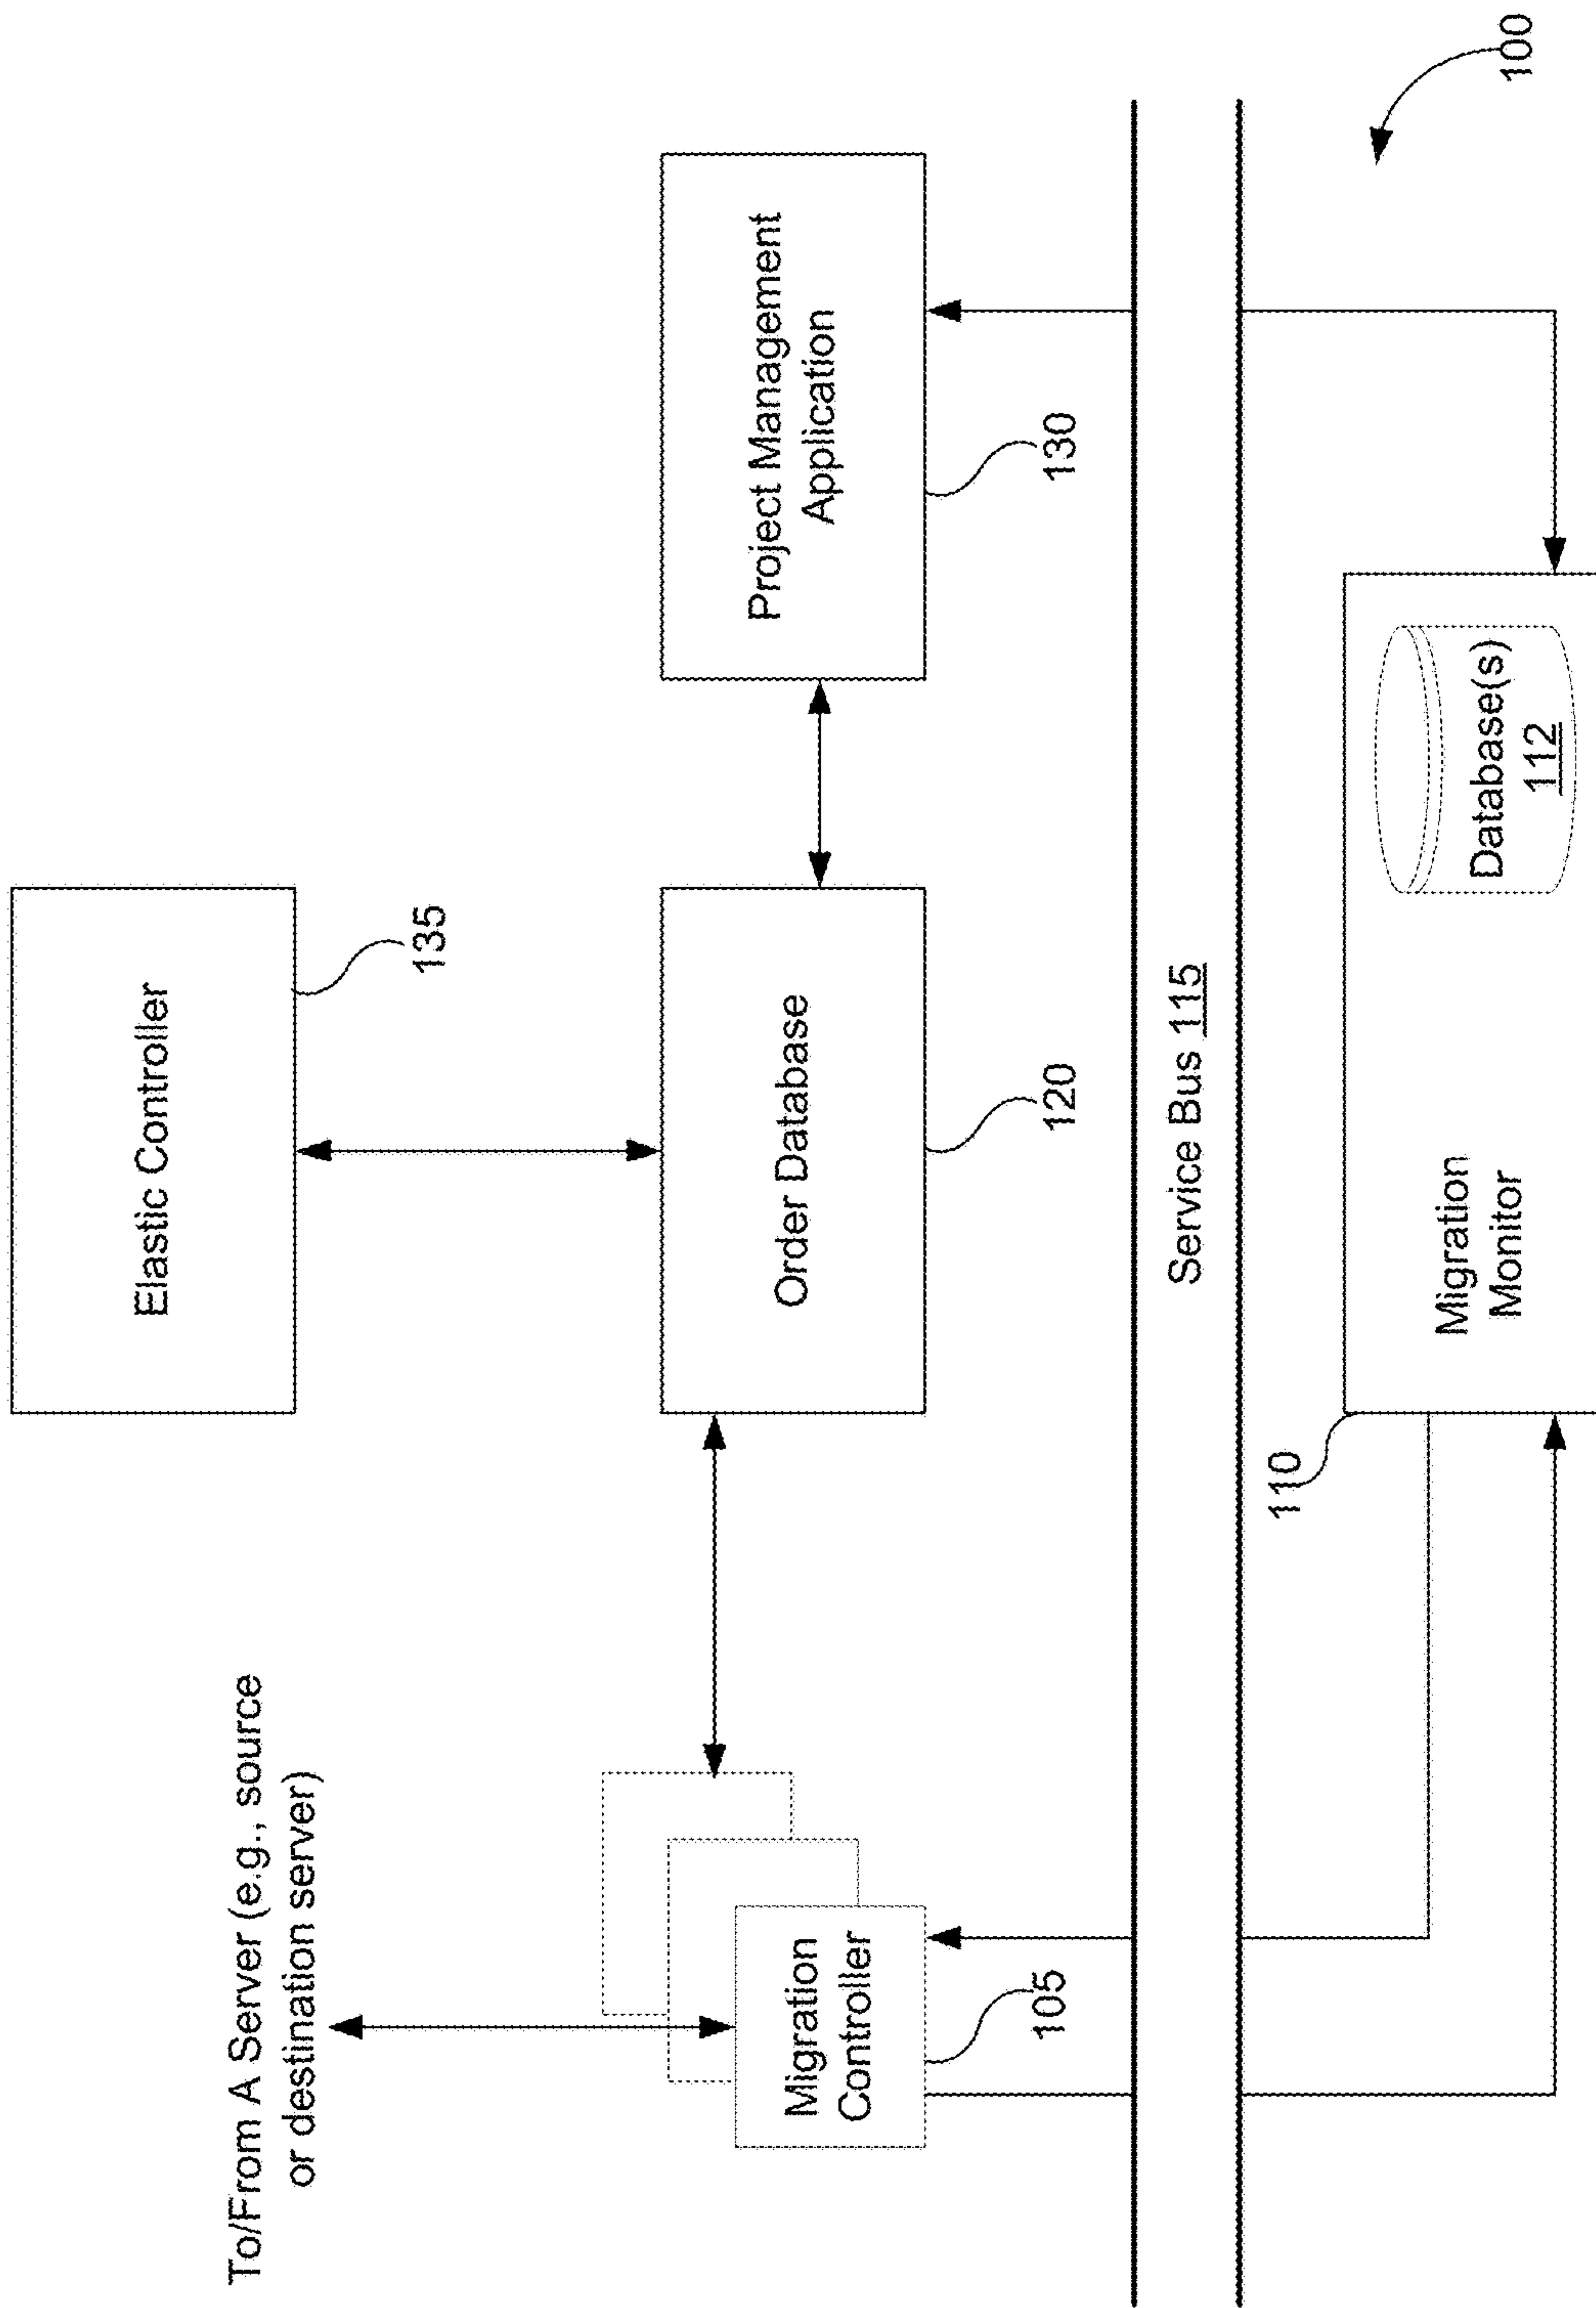 Elastic Controller
135
To/From A Server (e.g., source
or destination server)
Migration
Controller
105
Order Database
120
Project Management
Application
130
Service Bus 115
110
Migration
Monitor
Database(s)
112
100